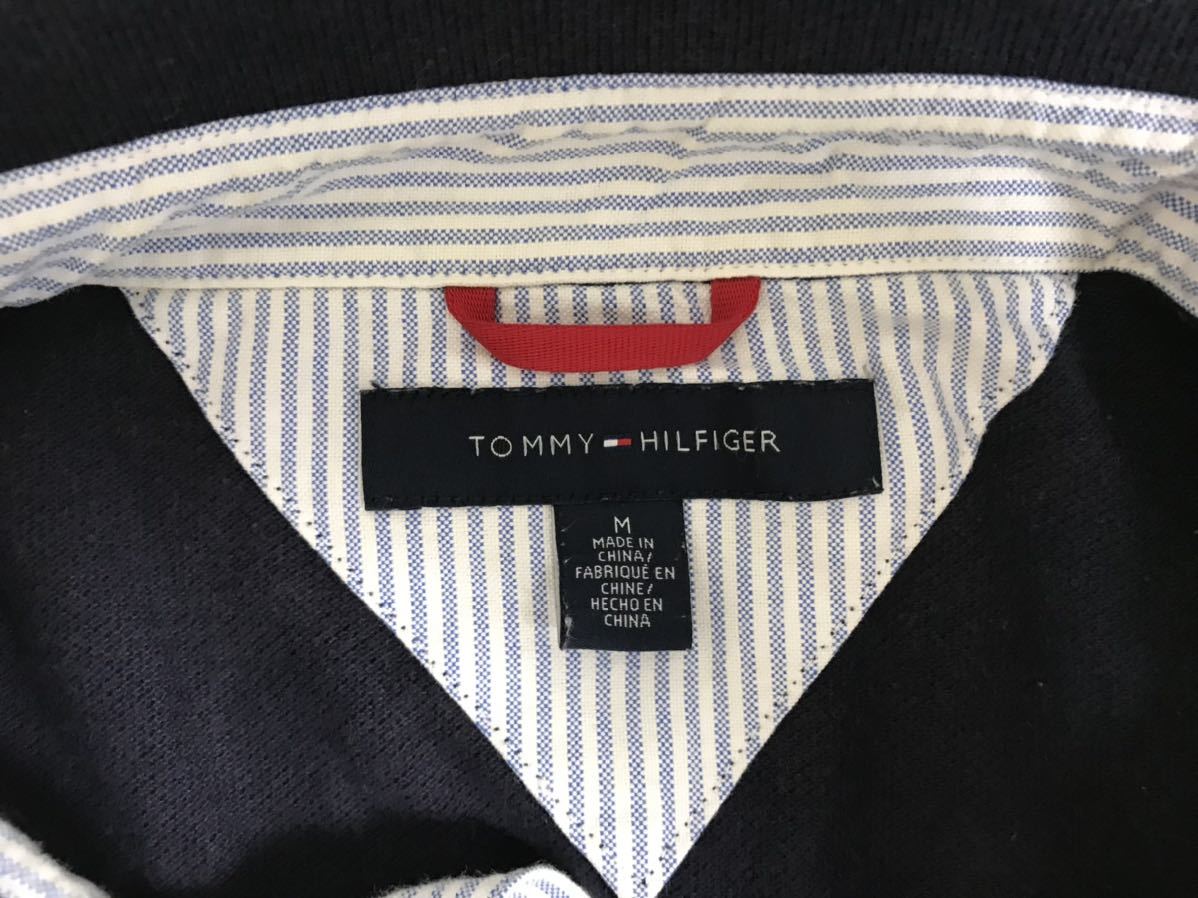 TOMMY HILFIGER
M
MADE IN
CHINA/
FABRIQUÉ EN
CHINE/
HECHO EN
CHINA